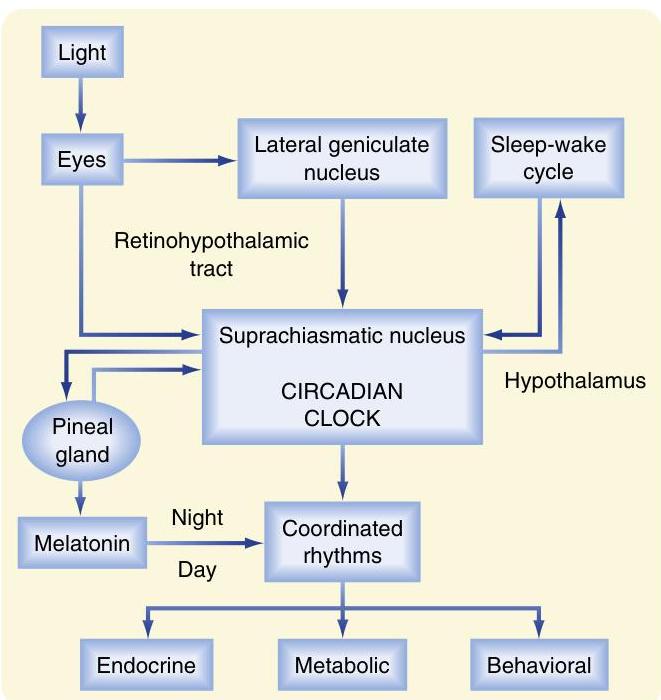 Light
Eyes
Lateral geniculate
nucleus
Sleep-wake
cycle
Retinohypothalamic
tract
Suprachiasmatic nucleus
CIRCADIAN
CLOCK
Hypothalamus
Pineal
gland
Melatonin
Night
Day
Coordinated
rhythms
Endocrine
Metabolic
Behavioral